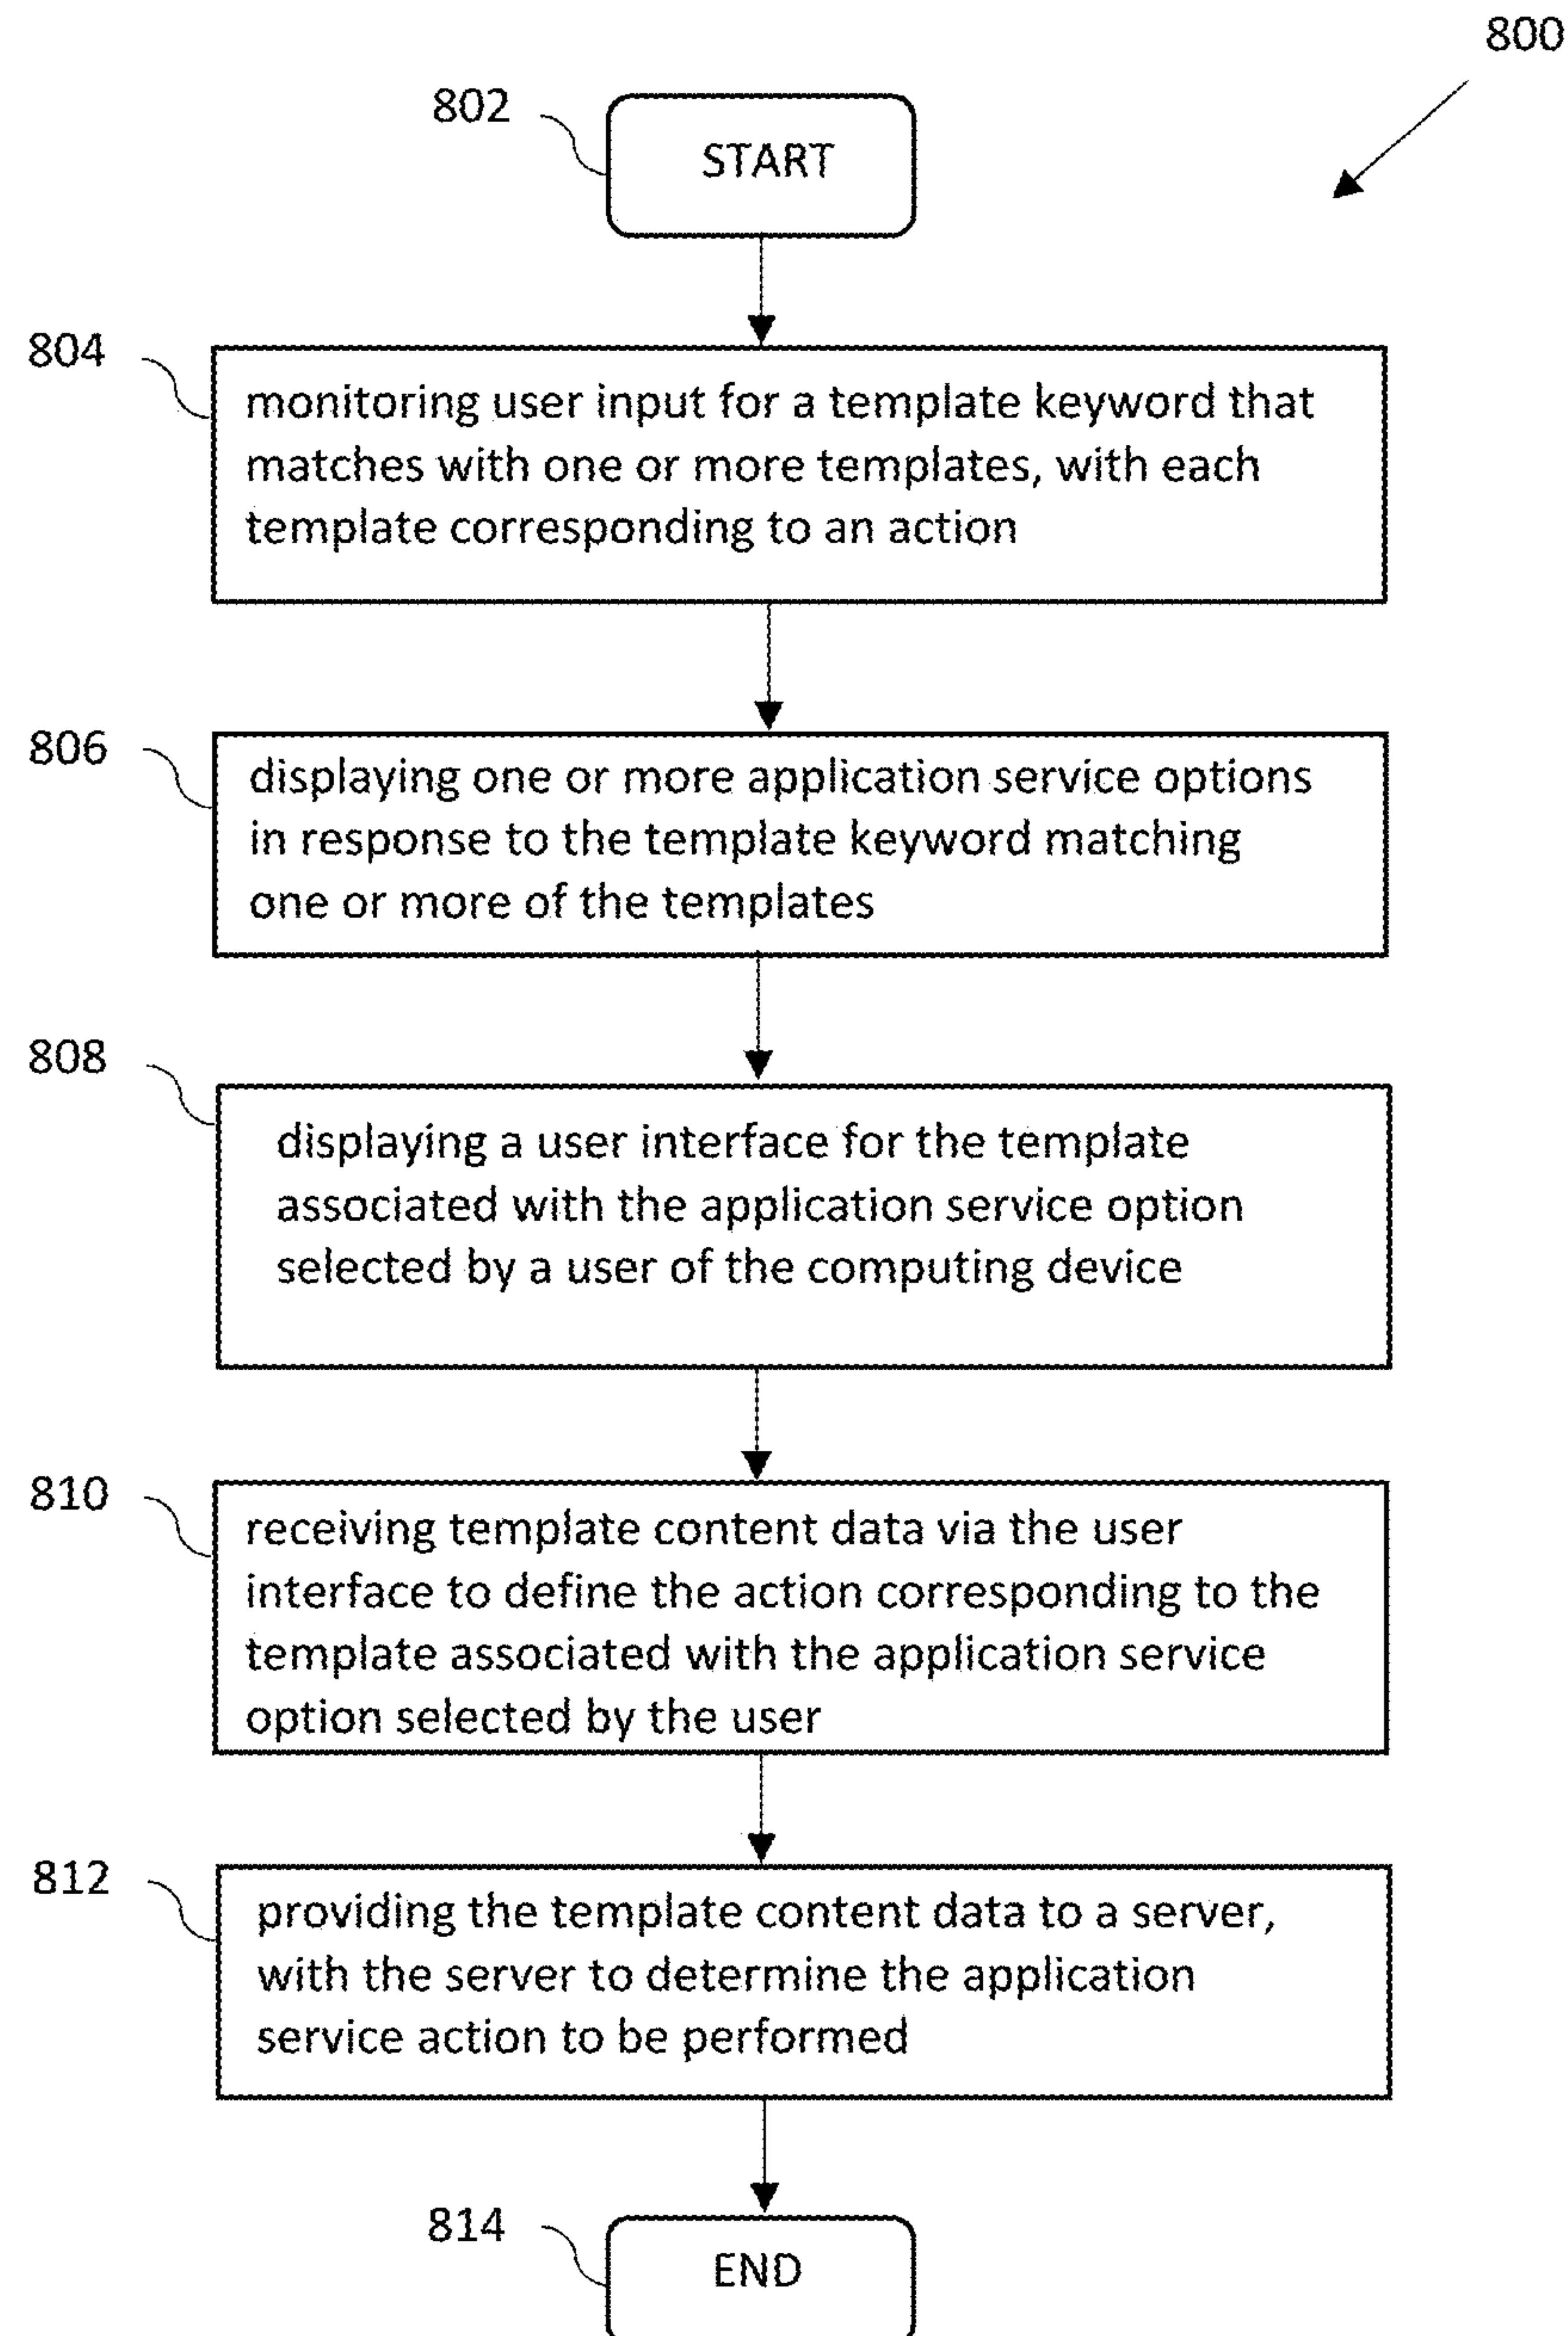 800
802
START
804
monitoring user input for a template keyword that
matches with one or more templates, with each
template corresponding to an action
806
displaying one or more application service options
in response to the template keyword matching
one or more of the templates
808
displaying a user interface for the template
associated with the application service option
selected by a user of the computing device
810
receiving template content data via the user
interface to define the action corresponding to the
template associated with the application service
option selected by the user
812
providing the template content data to a server,
with the server to determine the application
service action to be performed
814
END